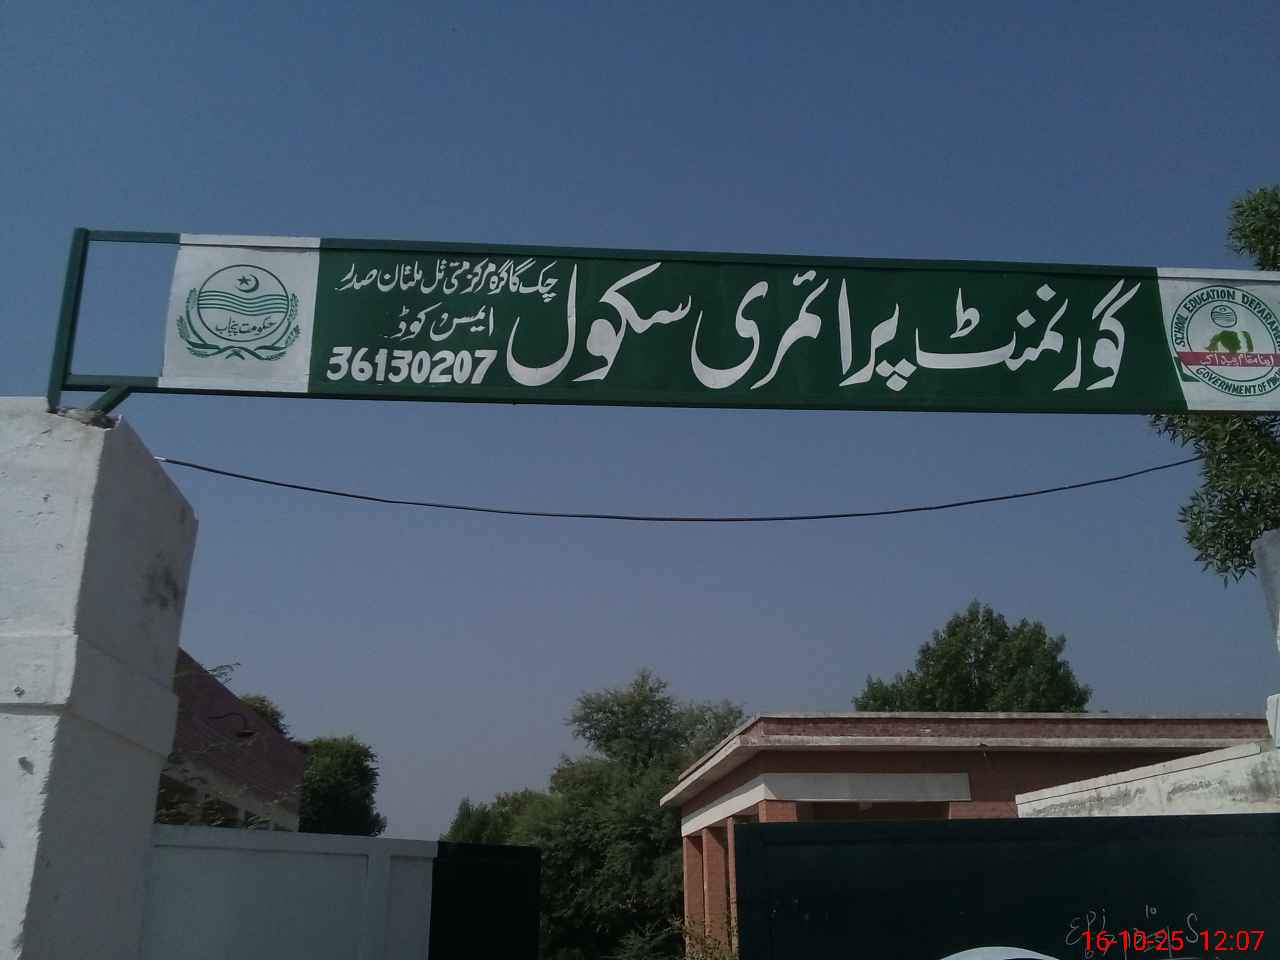 گورنمنٹ پرائمری سکول
چک گاگرہ مرکز متی تل ملتان صدر
ایمس کوڈ
36130207
حکومت پنجاب
SCHOOL EDUCATION DEPARTMENT
GOVERNMENT OF
16-10-25 12:07